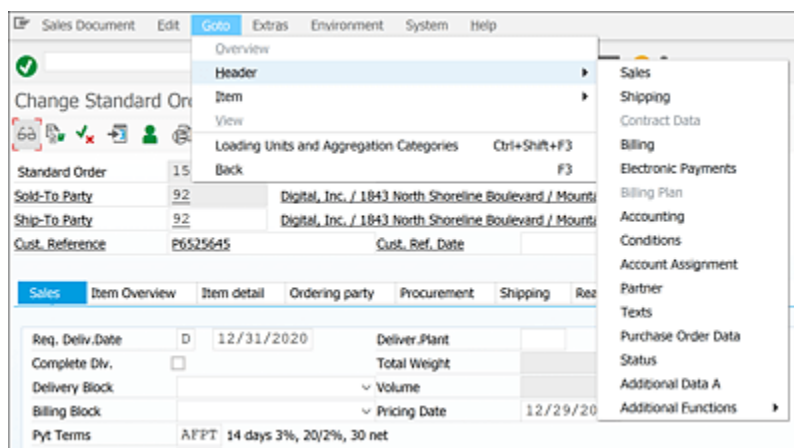 Sales Document Edit Goto Extras Environment System Help
Overview
Header
Sales
Item
Shipping
Change Standard
View
Contract Data
Loading Units and Aggregation Categories Ctrl+Shift+F3
Billing
Standard Order 15
Back F3
Electronic Payments
Sold-To Party 92 Digital, Inc. / 1843 North Shoreline Boulevard /
Billing Plan
Ship-To Party 92 Digital, Inc. / 1843 North Shoreline Boulevard /
Accounting
Cust. Reference P6525645 Cust. Ref. Date
Conditions
Account Assignment
Sales Item Overview Item detail Ordering party Procurement Shipping
Partner
Texts
Req. Deliv.Date D 12/31/2020 Deliver.Plant
Purchase Order Data
Complete Dlv. Total Weight
Status
Delivery Block Volume
Additional Data A
Billing Block Pricing Date 12/29/20
Additional Functions
Pyt Terms AFPT 14 days 3%, 20/2%, 30 net